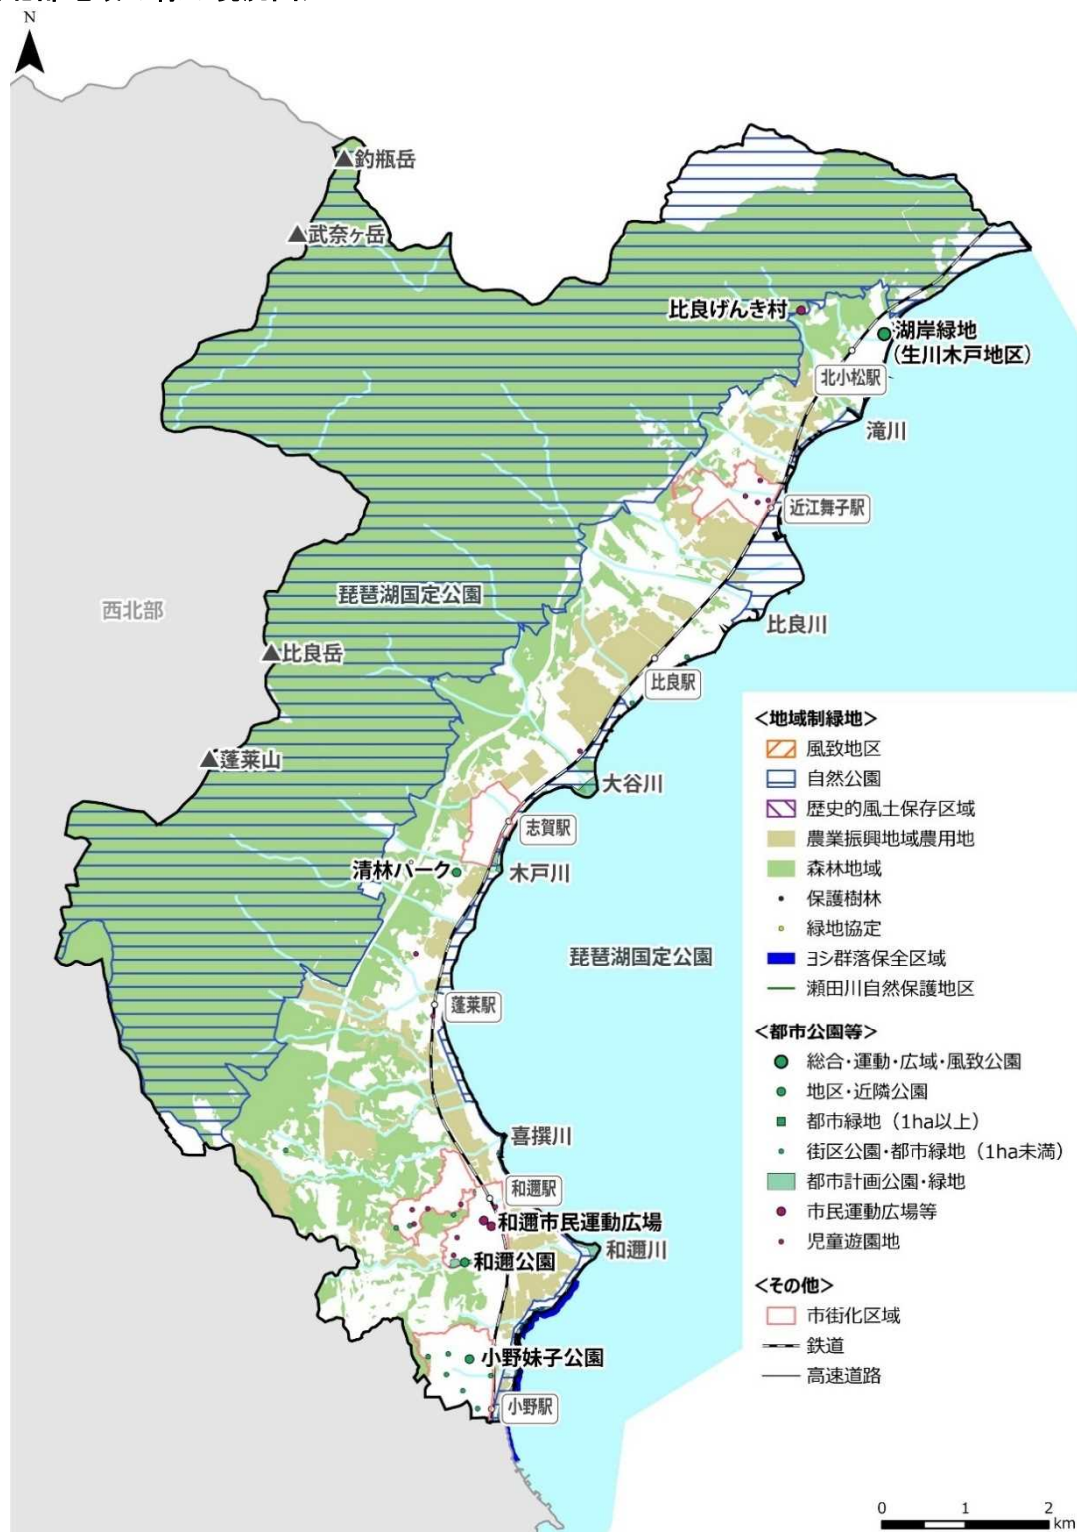 N
釣瓶岳
武奈ヶ岳
比良げんき村
湖岸緑地
(生川木戸地区)
北小松駅
滝川
近江舞子駅
琵琶湖国定公園
西北部
比良川
比良岳
比良駅
蓬莱山
大谷川
志賀駅
清林パーク
木戸川
琵琶湖国定公園
蓬莱駅
喜撰川
和邇駅
和邇市民運動広場
和邇川
和邇公園
小野妹子公園
小野駅
<地域制緑地>
風致地区
自然公園
歴史的風土保存区域
農業振興地域農用地
森林地域
保護樹林
緑地協定
ヨシ群落保全区域
瀬田川自然保護地区
<都市公園等>
総合・運動・広域・風致公園
地区・近隣公園
都市緑地(1ha以上)
街区公園・都市緑地(1ha未満)
都市計画公園・緑地
市民運動広場等
児童遊園地
<その他>
市街化区域
鉄道
高速道路
0 1 2
km